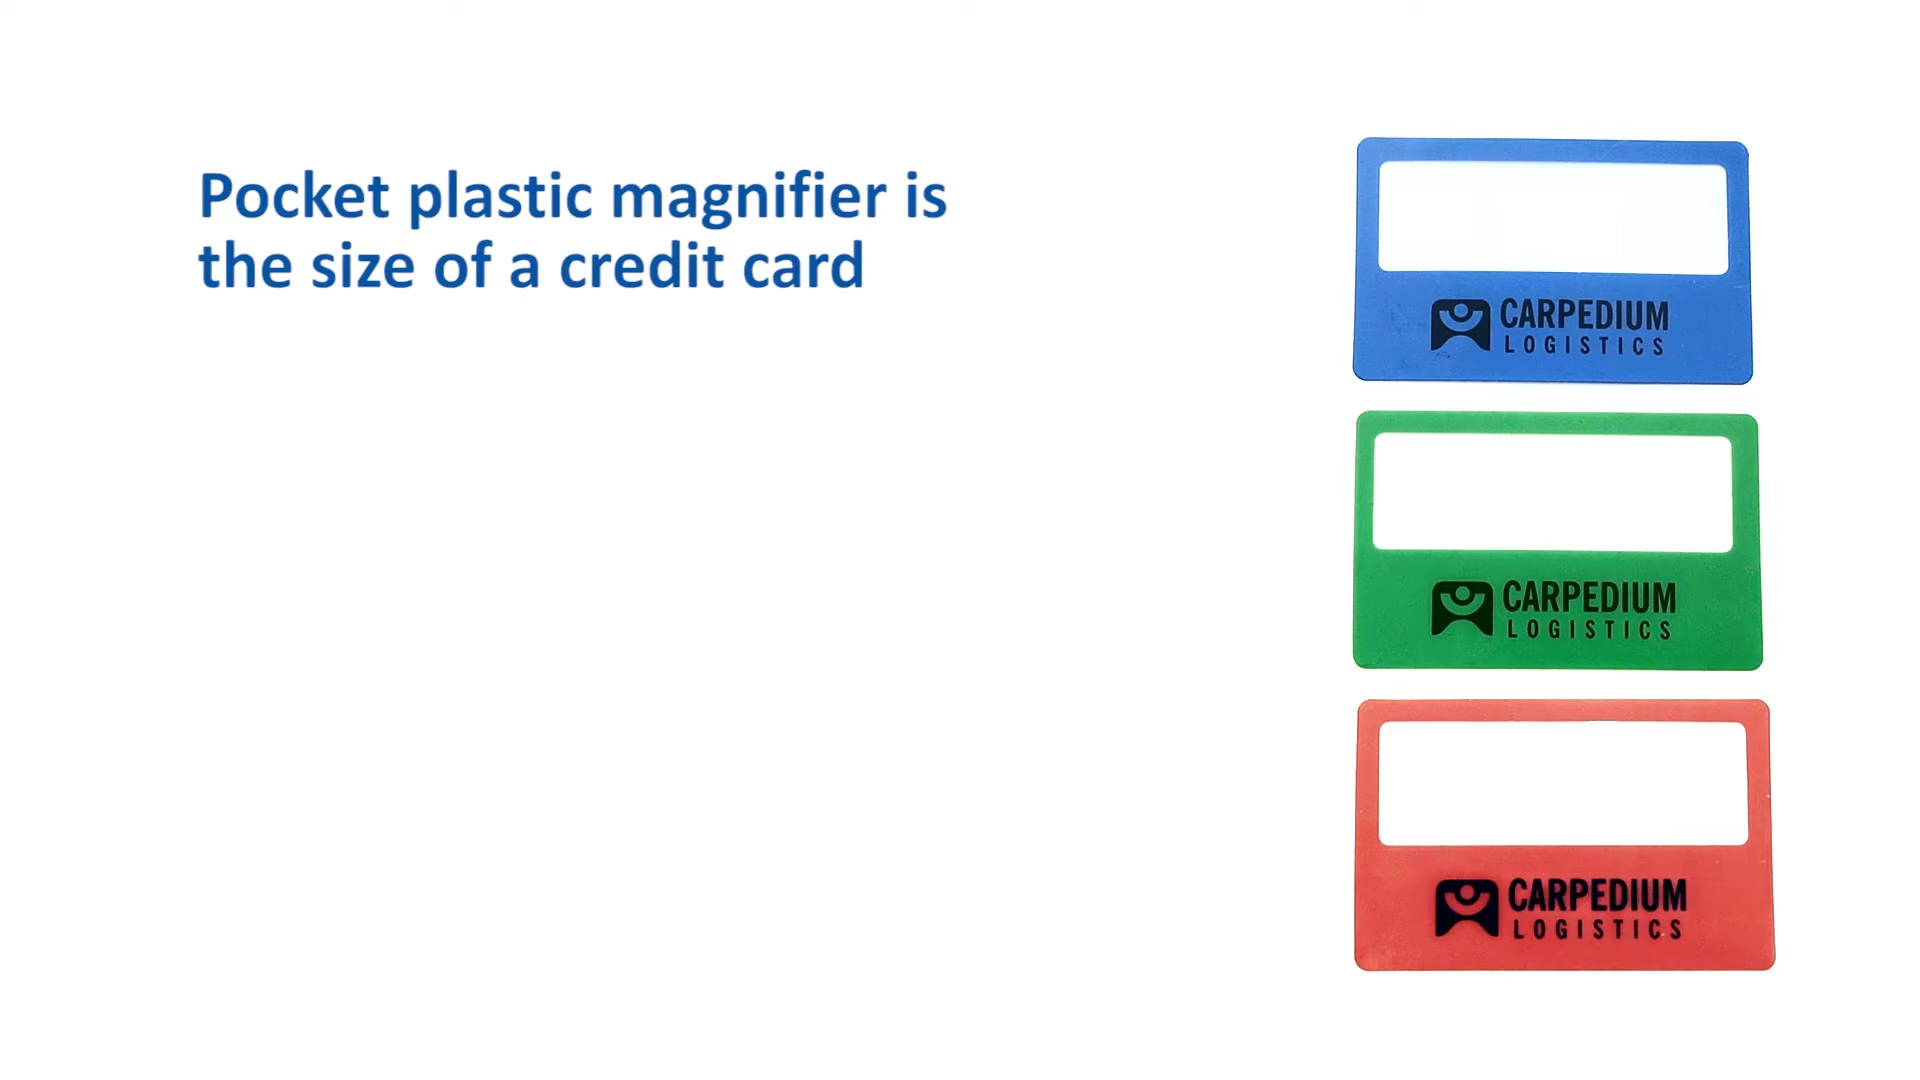 Pocket plastic magnifier is
the size of a credit card
CARPEDIUM
LOGISTICS
CARPEDIUM
LOGISTICS
CARPEDIUM
LOGISTICS